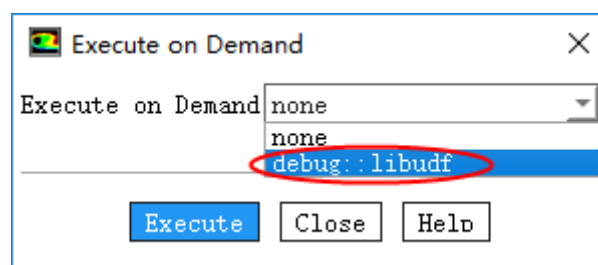 Execute on Demand
Execute on Demand none
none
debug::libudf
Execute Close Help